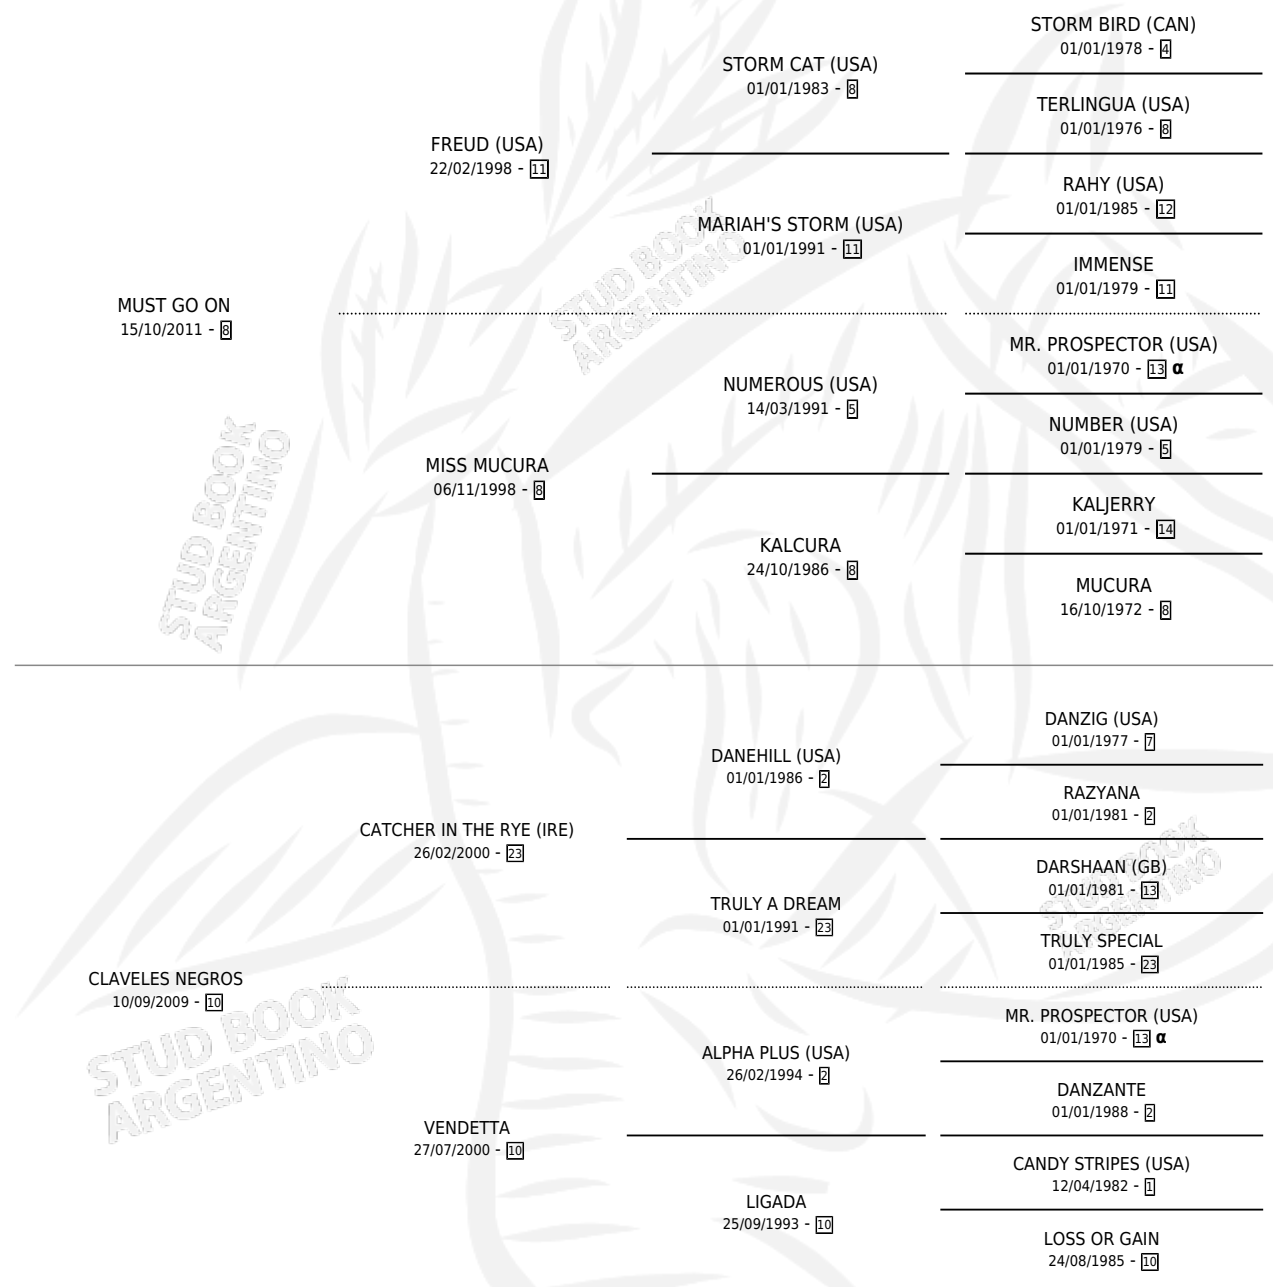 MUST GO ON
15/10/2011 - 8
FREUD (USA)
22/02/1998 - 11
MISS MUCURA
06/11/1998 - 8
STORM CAT (USA)
01/01/1983 - 8
MARIAH'S STORM (USA)
01/01/1991 - 11
NUMEROUS (USA)
14/03/1991 - 5
KALCURA
24/10/1986 - 8
STORM BIRD (CAN)
01/01/1978 - 4
TERLINGUA (USA)
01/01/1976 - 8
RAHY (USA)
01/01/1985 - 12
IMMENSE
01/01/1979 - 11
MR. PROSPECTOR (USA)
01/01/1970 - 13 α
NUMBER (USA)
01/01/1979 - 5
KALJERRY
01/01/1971 - 14
MUCURA
16/10/1972 - 8
CLAVELES NEGROS
10/09/2009 - 10
CATCHER IN THE RYE (IRE)
26/02/2000 - 23
VENDETTA
27/07/2000 - 10
DANEHILL (USA)
01/01/1986 - 2
TRULY A DREAM
01/01/1991 - 23
ALPHA PLUS (USA)
26/02/1994 - 2
LIGADA
25/09/1993 - 10
DANZIG (USA)
01/01/1977 - 7
RAZYANA
01/01/1981 - 2
DARSHAAN (GB)
01/01/1981 - 13
TRULY SPECIAL
01/01/1985 - 23
MR. PROSPECTOR (USA)
01/01/1970 - 13 α
DANZANTE
01/01/1988 - 2
CANDY STRIPES (USA)
12/04/1982 - 1
LOSS OR GAIN
24/08/1985 - 10
STUD BOOK
ARGENTINO
STUD BOOK
ARGENTINO
STUD BOOK
ARGENTINO
STUD BOOK
ARGENTINO